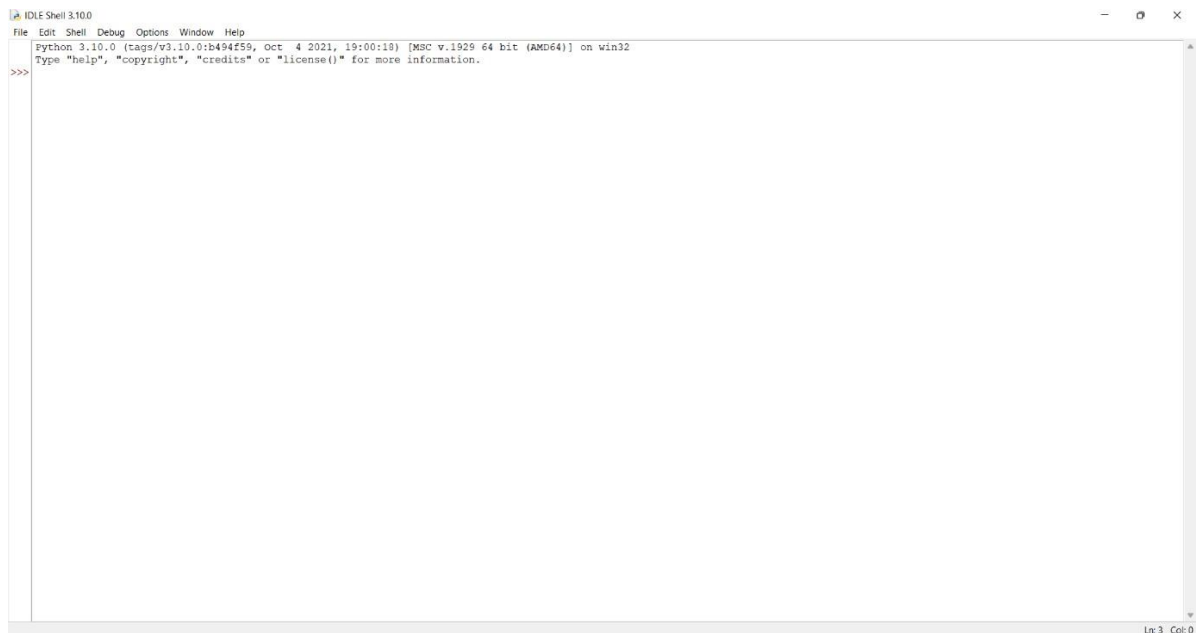 IDLE Shell 3.10.0
File Edit Shell Debug Options Window Help
Python 3.10.0 (tags/v3.10.0:b494f59, Oct  4 2021, 19:00:18) [MSC v.1929 64 bit (AMD64)] on win32
Type "help", "copyright", "credits" or "license()" for more information.
>>>
Ln: 3 Col: 0